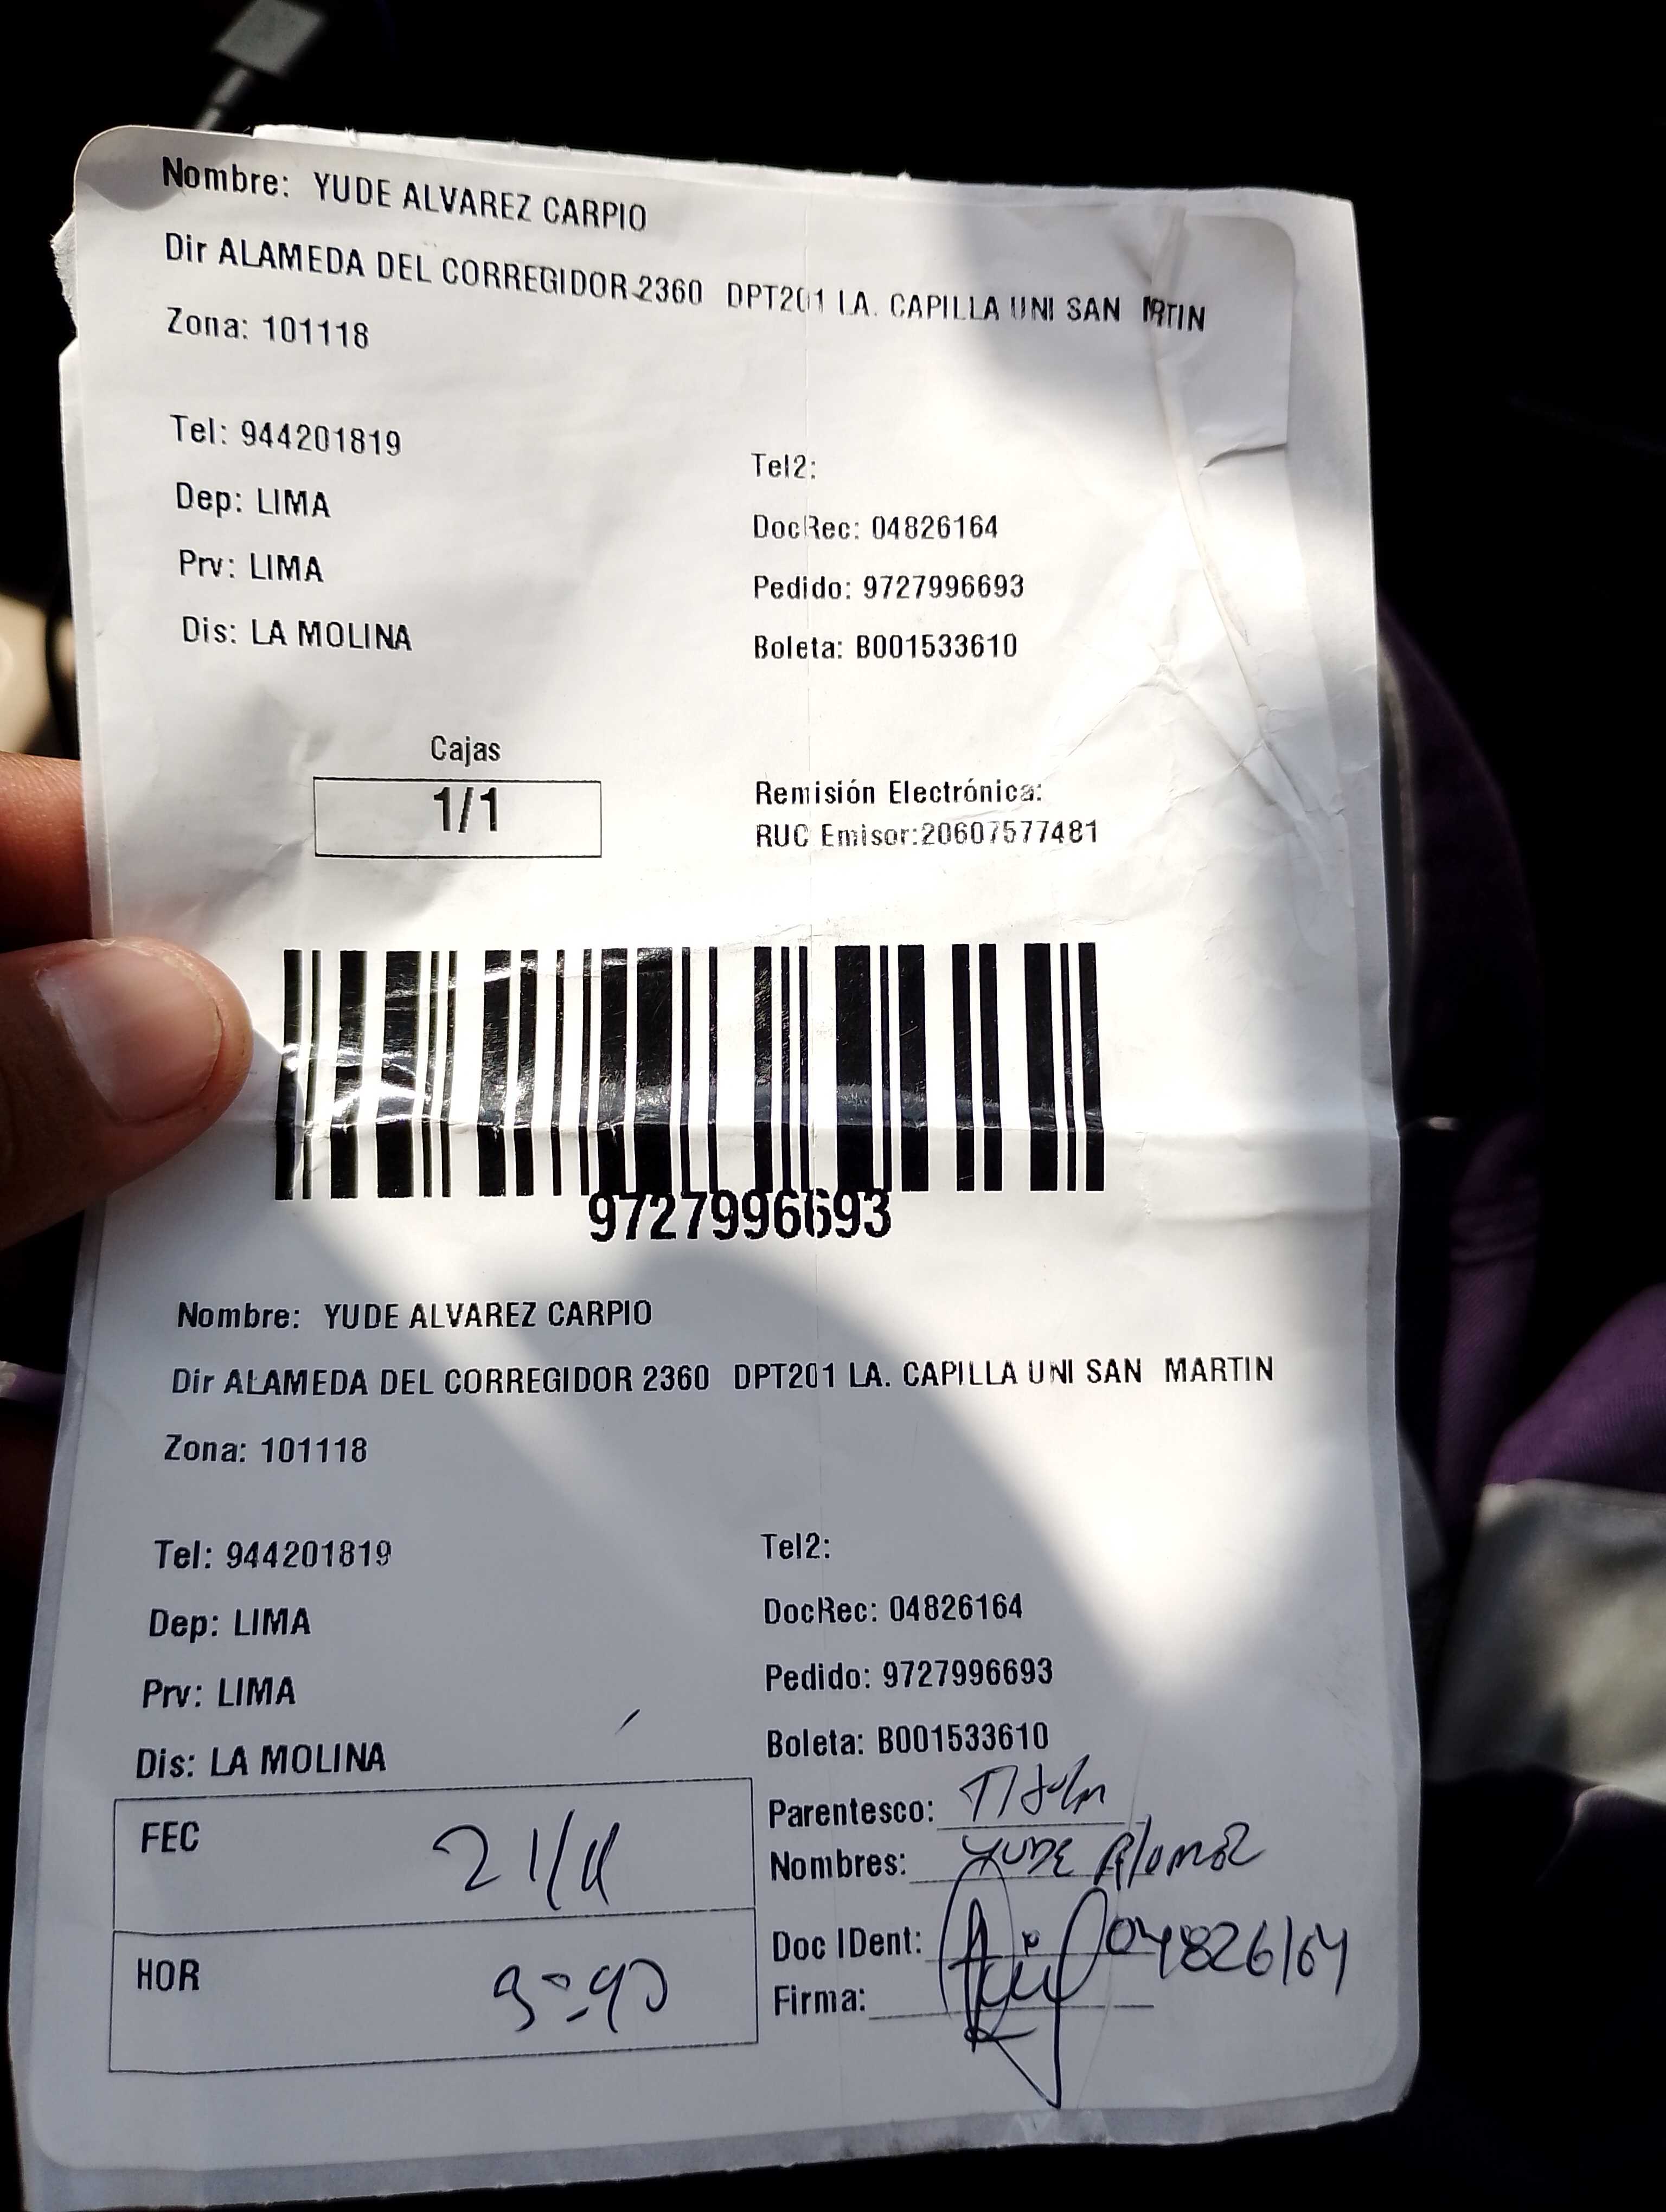 Nombre: YUDE ALVAREZ CARPIO
Dir ALAMEDA DEL CORREGIDOR 2360 DPT201 LA. CAPILLA UNI SAN RTIN
Zona: 101118
Tel: 944201819
Tel2:
Dep: LIMA
DocRec: 04826164
Prv: LIMA
Pedido: 9727996693
Dis: LA MOLINA
Boleta: B001533610
Cajas
1/1
Remisión Electrónica:
RUC Emisor:20607577481
9727996693
Nombre: YUDE ALVAREZ CARPIO
Dir ALAMEDA DEL CORREGIDOR 2360 DPT201 LA. CAPILLA UNI SAN MARTIN
Zona: 101118
Tel: 944201819
Tel2:
Dep: LIMA
DocRec: 04826164
Prv: LIMA
Pedido: 9727996693
Dis: LA MOLINA
Boleta: B001533610
FEC 21/11
Parentesco:
Nombres: YUDE
HOR
Doc IDent: 04826164
Firma: